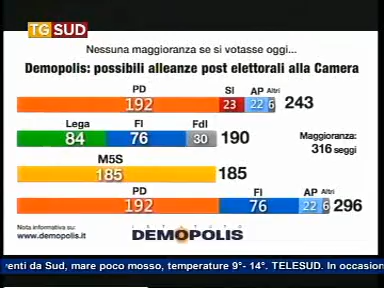 TG SUD
Nessuna maggioranza se si votasse oggi...
Demopolis: possibili alleanze post elettorali alla Camera
PD SI AP Altri
192 23 22 6 243
Lega FI FdI
84 76 30 190
Maggioranza:
316 seggi
M5S
185 185
PD FI AP Altri
192 76 22 6 296
Nota informativa su:
www.demopolis.it
ISTITUTO
DEMOPOLIS
venti da Sud, mare poco mosso, temperature 9°- 14°. TELESUD. In occasion